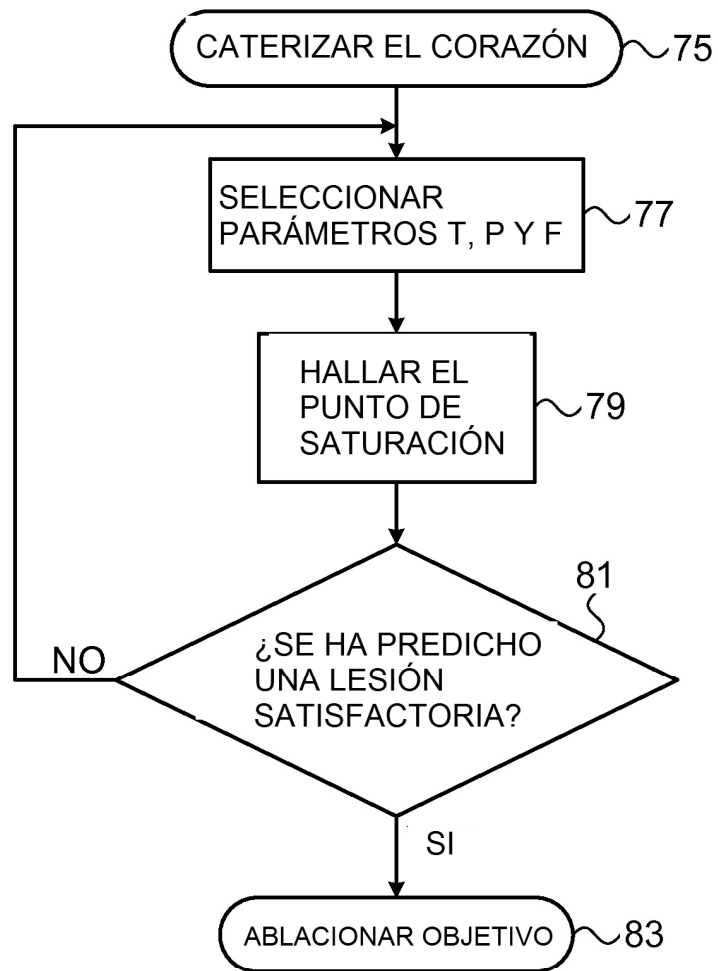 CATERIZAR EL CORAZÓN
75
SELECCIONAR
PARÁMETROS T, P Y F
77
HALLAR EL
PUNTO DE
SATURACIÓN
79
81
¿SE HA PREDICHO
UNA LESIÓN
SATISFACTORIA?
NO
SI
ABLACIONAR OBJETIVO
83